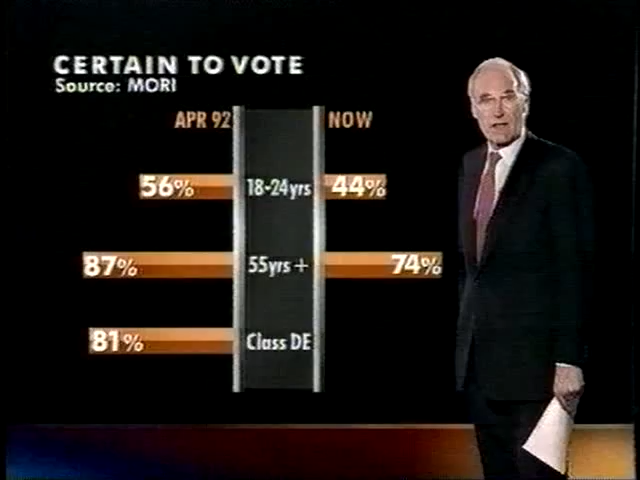 CERTAIN TO VOTE
Source: MORI
APR 92 NOW
56% 18-24yrs 44%
87% 55yrs + 74%
81% Class DE